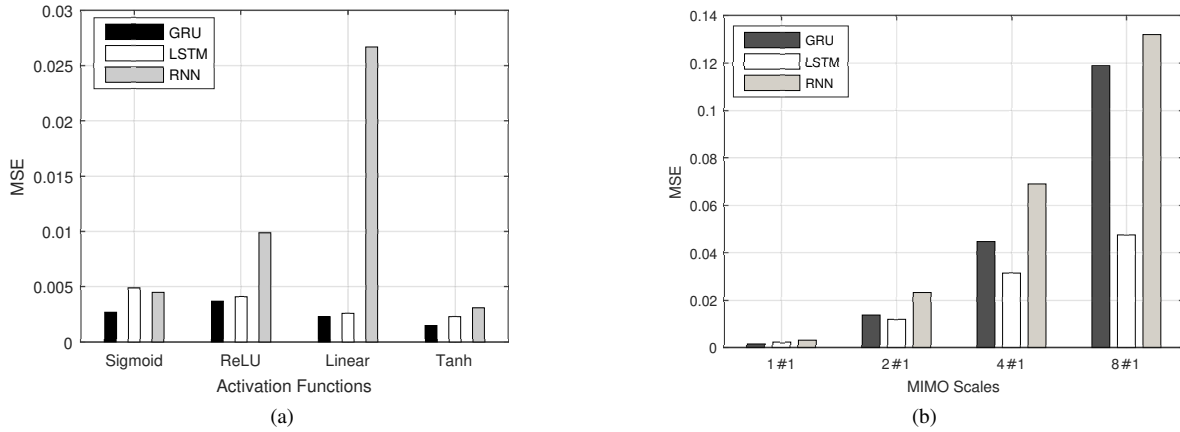 0.03
0.025
0.02
0.015
0.01
0.005
0
MSE
GRU
LSTM
RNN
Sigmoid ReLU Linear Tanh
Activation Functions
(a)
0.14
0.12
0.1
0.08
0.06
0.04
0.02
0
MSE
GRU
LSTM
RNN
1#1 2#1 4#1 8#1
MIMO Scales
(b)